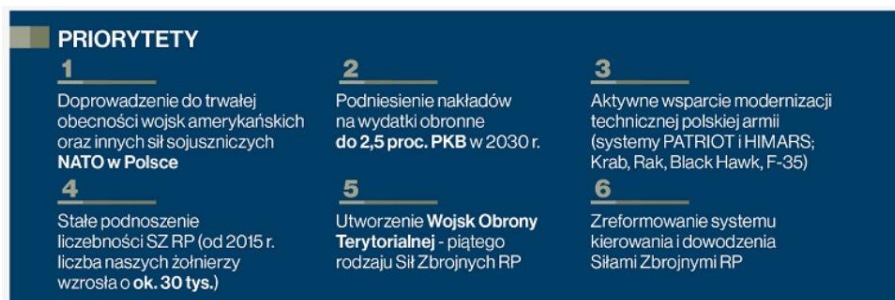 PRIORYTETY
1
Doprowadzenie do trwałej
obecności wojsk amerykańskich
oraz innych sił sojuszniczych
NATO w Polsce
2
Podniesienie nakładów
na wydatki obronne
do 2,5 proc. PKB w 2030 r.
3
Aktywne wsparcie modernizacji
technicznej polskiej armii
(systemy PATRIOT i HIMARS;
Krab, Rak, Black Hawk, F-35)
4
Stałe podnoszenie
liczebności SZ RP (od 2015 r.
liczba naszych żołnierzy
wzrosła o ok. 30 tys.)
5
Utworzenie Wojsk Obrony
Terytorialnej - piątego
rodzaju Sił Zbrojnych RP
6
Zreformowanie systemu
kierowania i dowodzenia
Siłami Zbrojnymi RP